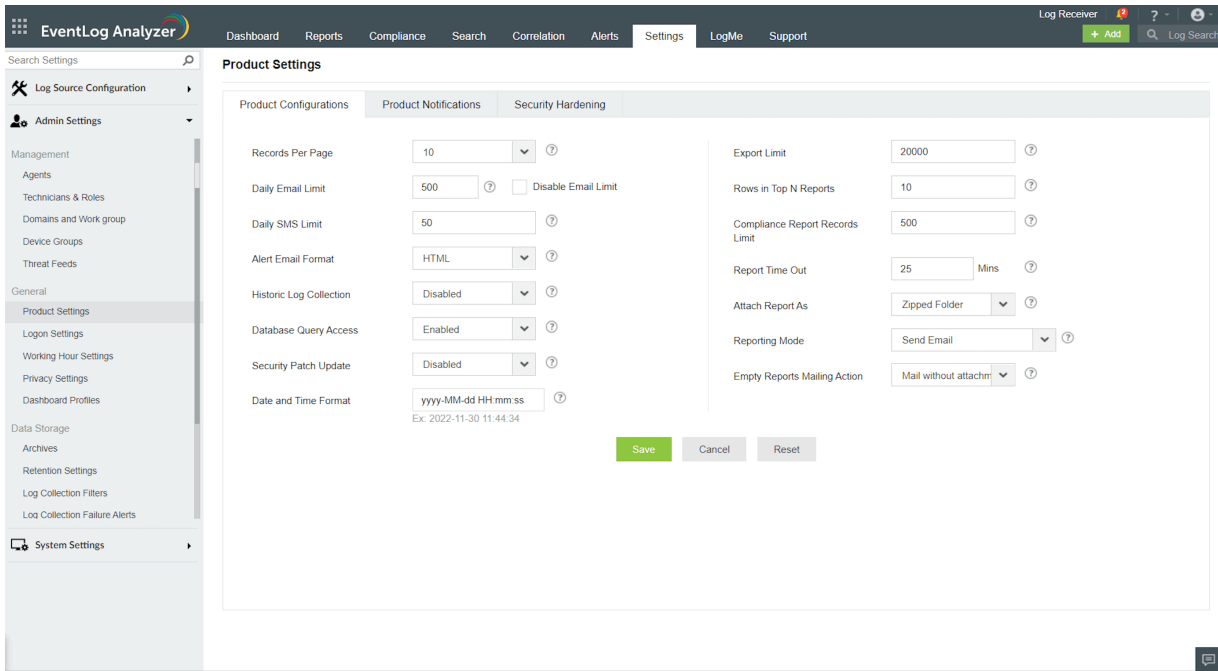 Log Receiver 2 ?
EventLog Analyzer
Dashboard Reports Compliance Search Correlation Alerts Settings LogMe Support
+ Add Log Search
Search Settings
Log Source Configuration
Admin Settings
Management
Agents
Technicians & Roles
Domains and Work group
Device Groups
Threat Feeds
General
Product Settings
Logon Settings
Working Hour Settings
Privacy Settings
Dashboard Profiles
Data Storage
Archives
Retention Settings
Log Collection Filters
Log Collection Failure Alerts
System Settings
Product Settings
Product Configurations Product Notifications Security Hardening
Records Per Page 10 ?
Daily Email Limit 500 ? Disable Email Limit
Daily SMS Limit 50 ?
Alert Email Format HTML ?
Historic Log Collection Disabled ?
Database Query Access Enabled ?
Security Patch Update Disabled ?
Date and Time Format yyyy-MM-dd HH:mm:ss ?
Ex: 2022-11-30 11:44:34
Export Limit 20000 ?
Rows in Top N Reports 10 ?
Compliance Report Records 500 ?
Limit
Report Time Out 25 Mins ?
Attach Report As Zipped Folder ?
Reporting Mode Send Email ?
Empty Reports Mailing Action Mail without attachm ?
Save Cancel Reset